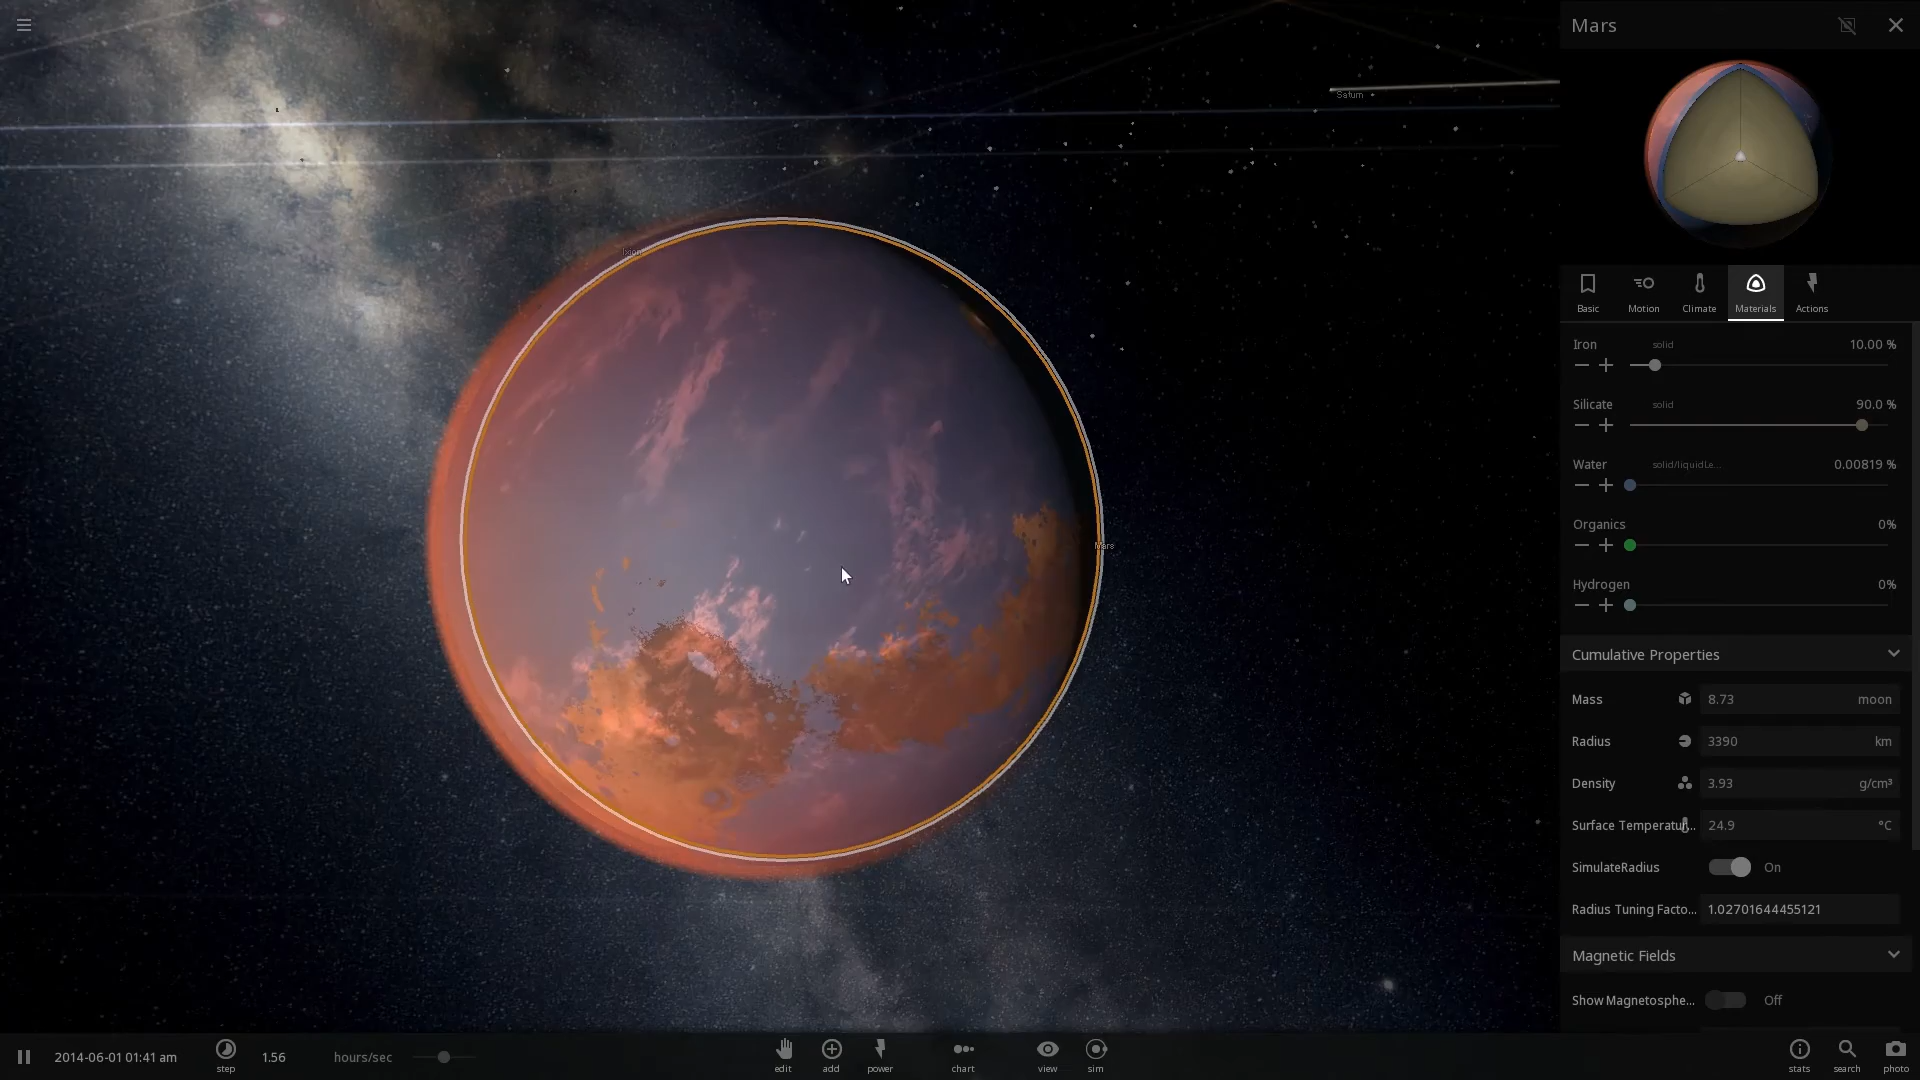 Mars
Saturn
Mars
Basic
Motion
Climate
Materials
Actions
Iron solid 10.00 %
Silicate solid 90.0 %
Water solid/liquidLe... 0.00819 %
Organics 0%
Hydrogen 0%
Cumulative Properties
Mass 8.73 moon
Radius 3390 km
Density 3.93 g/cm³
Surface Temperatur... 24.9 °C
SimulateRadius On
Radius Tuning Facto... 1.02701644455121
Magnetic Fields
Show Magnetosphe... Off
2014-06-01 01:41 am
step
1.56 hours/sec
edit
add
power
chart
view
sim
stats
search
photo